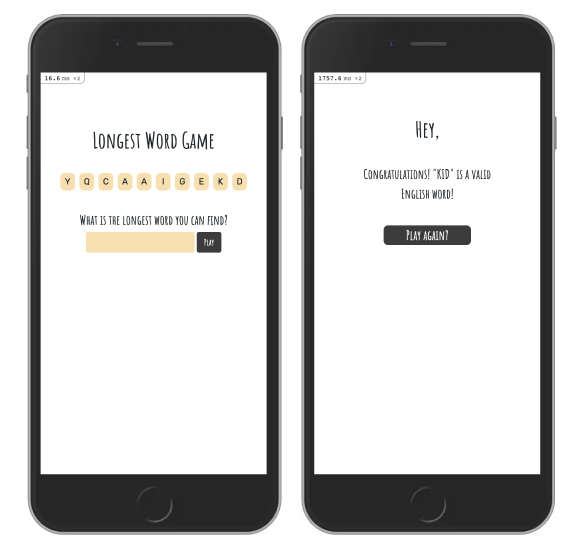 16.6 ms ×2
Longest Word Game
Y Q C A A I G E K D
What is the longest word you can find?
Play
1757.6 ms ×2
Hey,
Congratulations! "KID" is a valid
English word!
Play again?